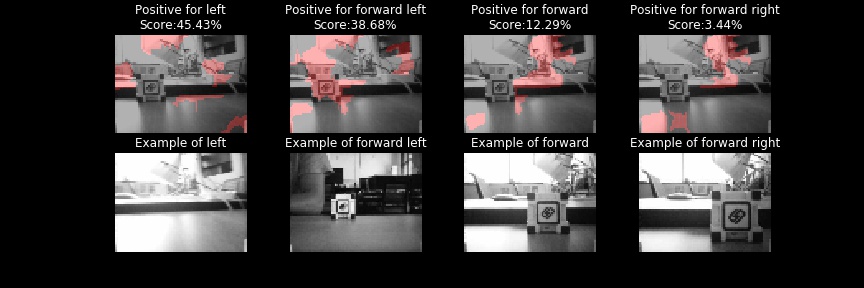 Positive for left
Score:45.43%
Positive for forward left
Score:38.68%
Positive for forward
Score:12.29%
Positive for forward right
Score:3.44%
Example of left
Example of forward left
Example of forward
Example of forward right